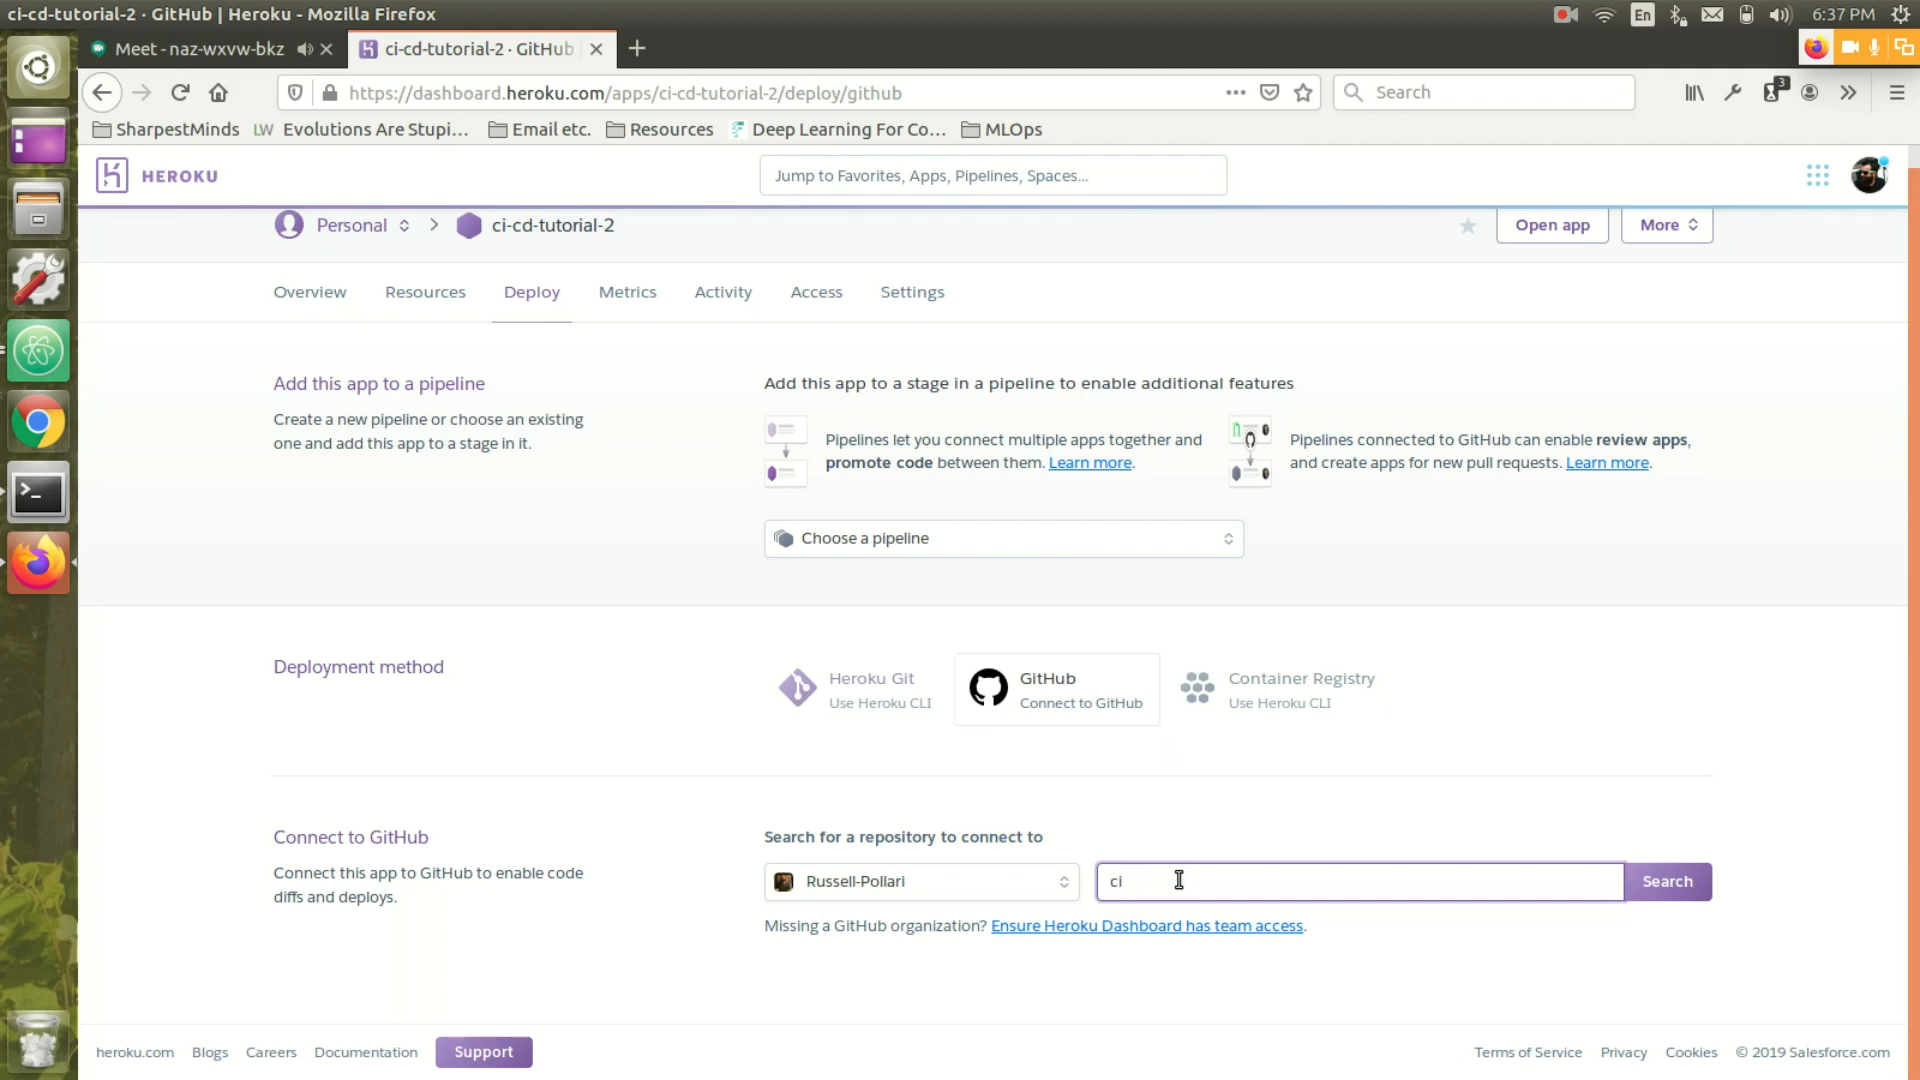 ci-cd-tutorial-2 · GitHub | Heroku - Mozilla Firefox
En
6:37 PM
Meet - naz-wxvw-bkz
ci-cd-tutorial-2 · GitHub
https://dashboard.heroku.com/apps/ci-cd-tutorial-2/deploy/github
Search
3
SharpestMinds
LW Evolutions Are Stupi...
Email etc.
Resources
Deep Learning For Co...
MLOps
HEROKU
Jump to Favorites, Apps, Pipelines, Spaces...
Personal
ci-cd-tutorial-2
Open app
More
Overview
Resources
Deploy
Metrics
Activity
Access
Settings
Add this app to a pipeline
Create a new pipeline or choose an existing
one and add this app to a stage in it.
Add this app to a stage in a pipeline to enable additional features
Pipelines let you connect multiple apps together and
promote code between them. Learn more.
Pipelines connected to GitHub can enable review apps,
and create apps for new pull requests. Learn more.
Choose a pipeline
Deployment method
Heroku Git
Use Heroku CLI
GitHub
Connect to GitHub
Container Registry
Use Heroku CLI
Connect to GitHub
Connect this app to GitHub to enable code
diffs and deploys.
Search for a repository to connect to
Russell-Pollari
ci
Search
Missing a GitHub organization? Ensure Heroku Dashboard has team access.
heroku.com
Blogs
Careers
Documentation
Support
Terms of Service
Privacy
Cookies
© 2019 Salesforce.com